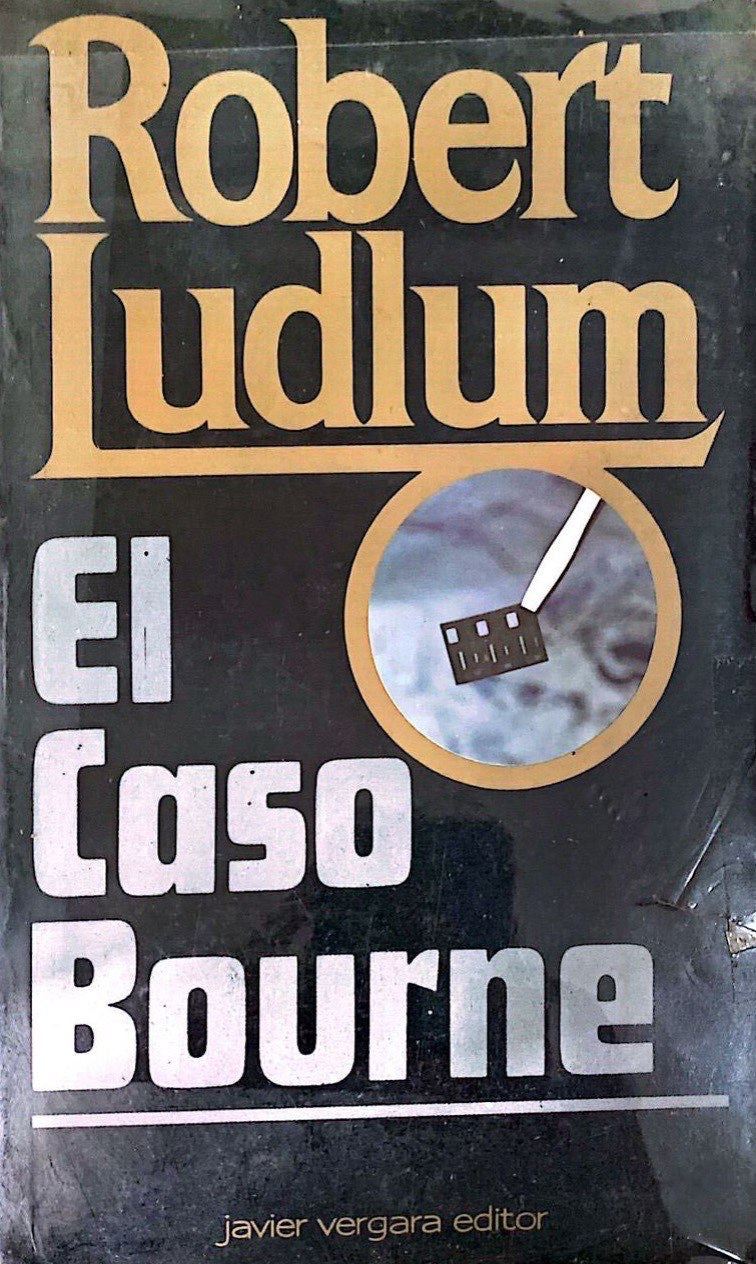 Robert
Ludlum
El
Caso
Bourne
javier vergara editor